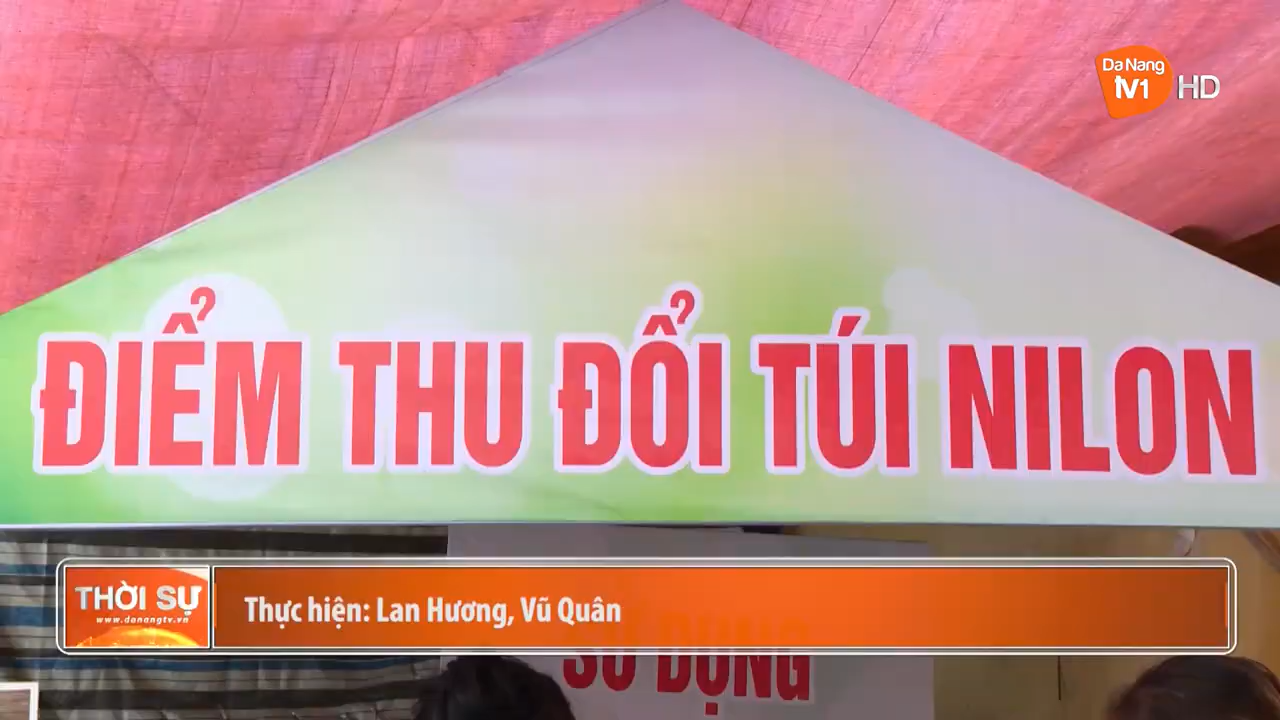 Da Nang
TV1 HD
ĐIỂM THU ĐỔI TÚI NILON
THỜI SỰ
www.danangtv.vn
Thực hiện: Lan Hương, Vũ Quân
SỬ DỤNG